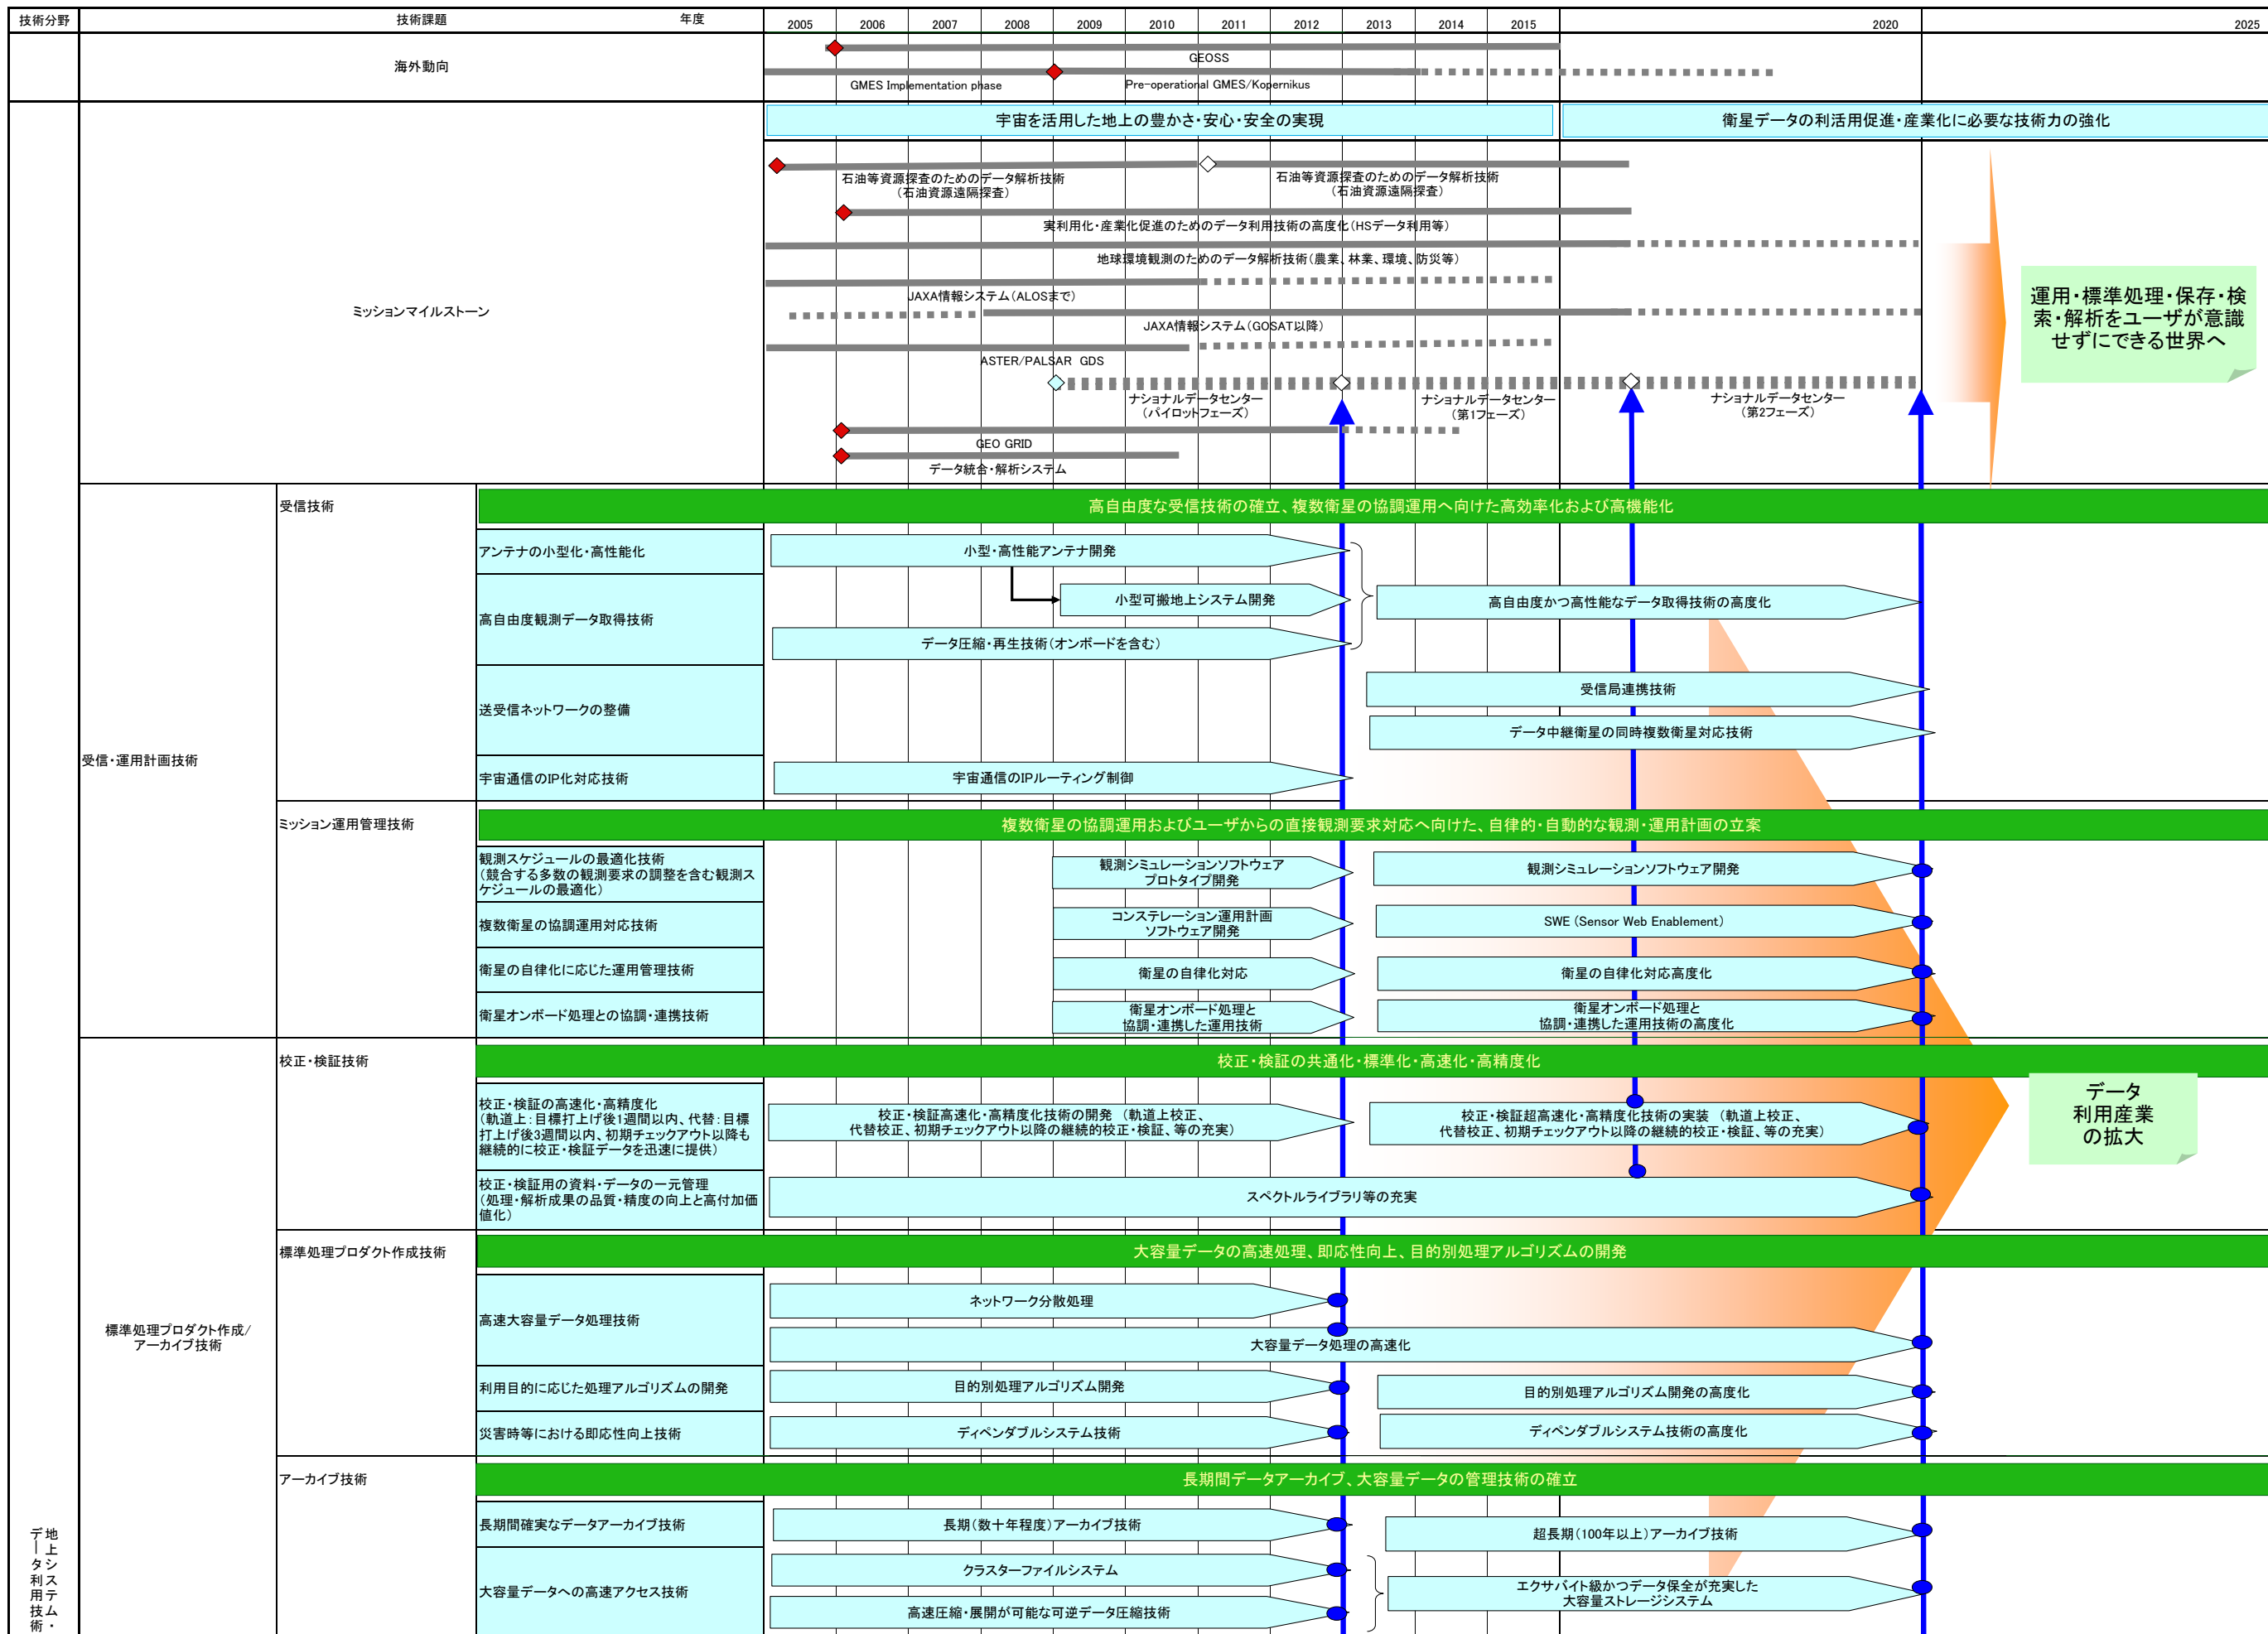 技術分野
技術課題
年度
2005
2006
2007
2008
2009
2010
2011
2012
2013
2014
2015
2020
2025
海外動向
GEOSS
GMES Implementation phase
Pre-operational GMES/Kopernikus
宇宙を活用した地上の豊かさ・安心・安全の実現
衛星データの利活用促進・産業化に必要な技術力の強化
ミッションマイルストーン
石油等資源探査のためのデータ解析技術
(石油資源遠隔探査)
石油等資源探査のためのデータ解析技術
(石油資源遠隔探査)
実利用化・産業化促進のためのデータ利用技術の高度化(HSデータ利用等)
地球環境観測のためのデータ解析技術(農業、林業、環境、防災等)
JAXA情報システム(ALOSまで)
JAXA情報システム(GOSAT以降)
ASTER/PALSAR GDS
ナショナルデータセンター
(パイロットフェーズ)
ナショナルデータセンター
(第1フェーズ)
ナショナルデータセンター
(第2フェーズ)
GEO GRID
データ統合・解析システム
運用・標準処理・保存・検
索・解析をユーザが意識
せずにできる世界へ
受信・運用計画技術
受信技術
高自由度な受信技術の確立、複数衛星の協調運用へ向けた高効率化および高機能化
アンテナの小型化・高性能化
小型・高性能アンテナ開発
高自由度観測データ取得技術
小型可搬地上システム開発
高自由度かつ高性能なデータ取得技術の高度化
データ圧縮・再生技術(オンボードを含む)
送受信ネットワークの整備
受信局連携技術
データ中継衛星の同時複数衛星対応技術
宇宙通信のIP化対応技術
宇宙通信のIPルーティング制御
ミッション運用管理技術
複数衛星の協調運用およびユーザからの直接観測要求対応へ向けた、自律的・自動的な観測・運用計画の立案
観測スケジュールの最適化技術
(競合する多数の観測要求の調整を含む観測ス
ケジュールの最適化)
観測シミュレーションソフトウェア
プロトタイプ開発
観測シミュレーションソフトウェア開発
複数衛星の協調運用対応技術
コンステレーション運用計画
ソフトウェア開発
SWE (Sensor Web Enablement)
衛星の自律化に応じた運用管理技術
衛星の自律化対応
衛星の自律化対応高度化
衛星オンボード処理との協調・連携技術
衛星オンボード処理と
協調・連携した運用技術
衛星オンボード処理と
協調・連携した運用技術の高度化
標準処理プロダクト作成/
アーカイブ技術
校正・検証技術
校正・検証の共通化・標準化・高速化・高精度化
校正・検証の高速化・高精度化
(軌道上:目標打上げ後1週間以内、代替:目標
打上げ後3週間以内、初期チェックアウト以降も
継続的に校正・検証データを迅速に提供)
校正・検証高速化・高精度化技術の開発 (軌道上校正、
代替校正、初期チェックアウト以降の継続的校正・検証、等の充実)
校正・検証超高速化・高精度化技術の実装 (軌道上校正、
代替校正、初期チェックアウト以降の継続的校正・検証、等の充実)
データ
利用産業
の拡大
校正・検証用の資料・データの一元管理
(処理・解析成果の品質・精度の向上と高付加価
値化)
スペクトルライブラリ等の充実
標準処理プロダクト作成技術
大容量データの高速処理、即応性向上、目的別処理アルゴリズムの開発
高速大容量データ処理技術
ネットワーク分散処理
大容量データ処理の高速化
利用目的に応じた処理アルゴリズムの開発
目的別処理アルゴリズム開発
目的別処理アルゴリズム開発の高度化
災害時等における即応性向上技術
ディペンダブルシステム技術
ディペンダブルシステム技術の高度化
アーカイブ技術
長期間データアーカイブ、大容量データの管理技術の確立
長期間確実なデータアーカイブ技術
長期(数十年程度)アーカイブ技術
超長期(100年以上)アーカイブ技術
大容量データへの高速アクセス技術
クラスターファイルシステム
高速圧縮・展開が可能な可逆データ圧縮技術
エクサバイト級かつデータ保全が充実した
大容量ストレージシステム
地上システム・
データ利用技術